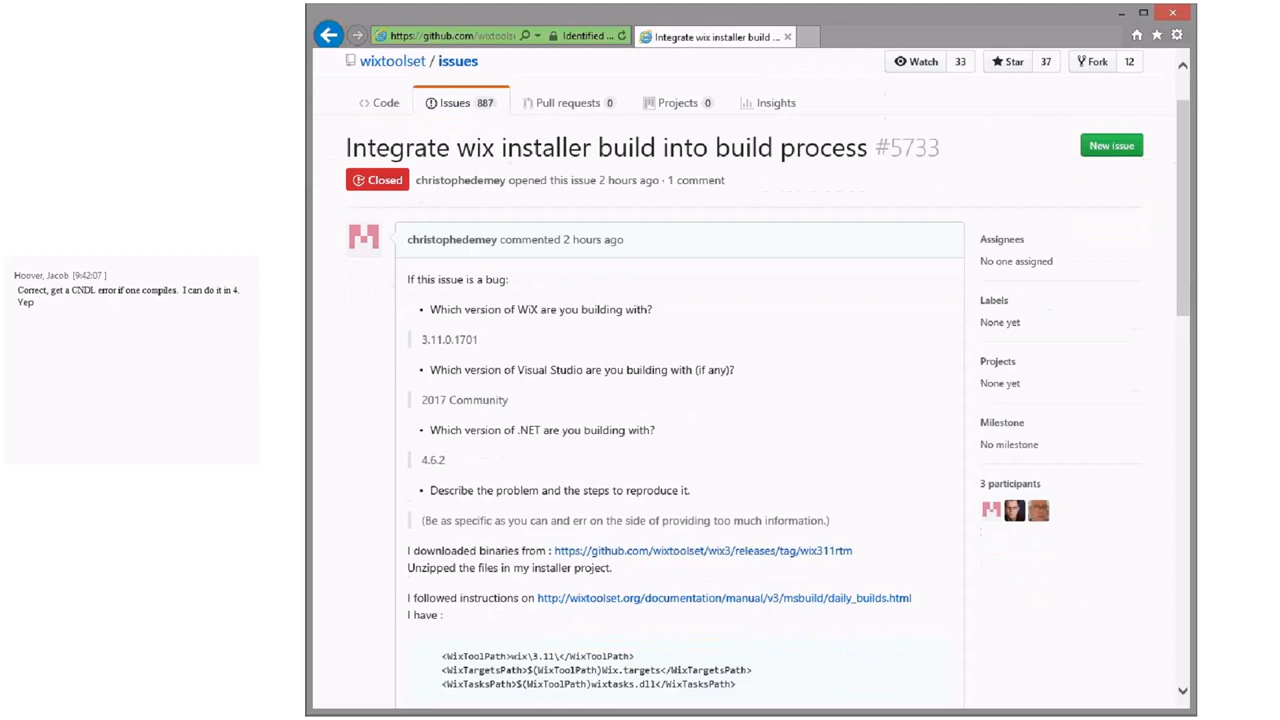 https://github.com/wixtoolse
Identified ...
Integrate wix installer build ...
wixtoolset / issues
Watch 33
Star 37
Fork 12
Code
Issues 887
Pull requests 0
Projects 0
Insights
Integrate wix installer build into build process #5733
New issue
Closed
christophedemey opened this issue 2 hours ago · 1 comment
Hoover, Jacob [9:42:07 ]
Correct, get a CNDL error if one compiles. I can do it in 4.
Yep
christophedemey commented 2 hours ago
If this issue is a bug:
• Which version of WiX are you building with?
3.11.0.1701
• Which version of Visual Studio are you building with (if any)?
2017 Community
• Which version of .NET are you building with?
4.6.2
• Describe the problem and the steps to reproduce it.
(Be as specific as you can and err on the side of providing too much information.)
I downloaded binaries from : https://github.com/wixtoolset/wix3/releases/tag/wix311rtm
Unzipped the files in my installer project.
I followed instructions on http://wixtoolset.org/documentation/manual/v3/msbuild/daily_builds.html
I have :
<WixToolPath>wix\3.11\</WixToolPath>
<WixTargetsPath>$(WixToolPath)Wix.targets</WixTargetsPath>
<WixTasksPath>$(WixToolPath)wixtasks.dll</WixTasksPath>
Assignees
No one assigned
Labels
None yet
Projects
None yet
Milestone
No milestone
3 participants